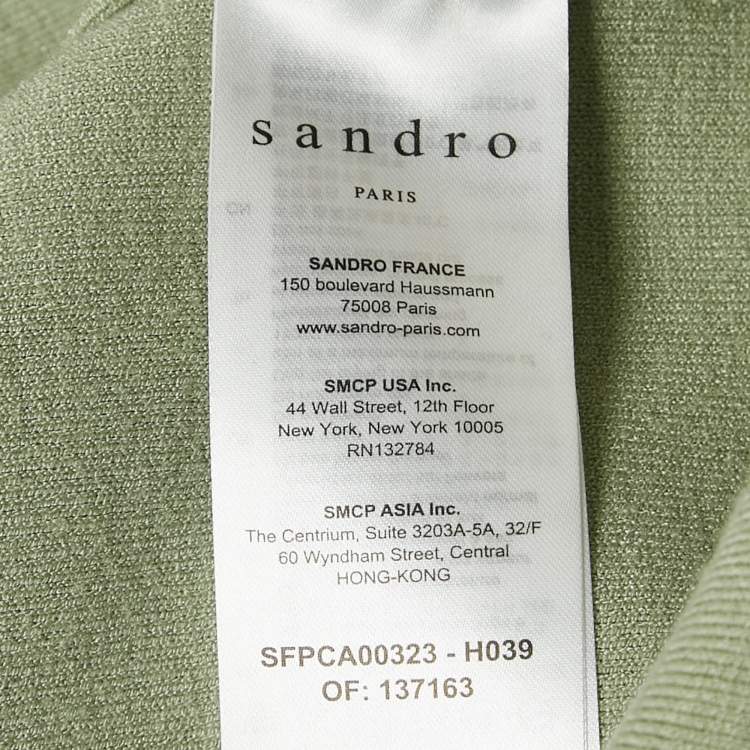 sandro
PARIS
SANDRO FRANCE
150 boulevard Haussmann
75008 Paris
www.sandro-paris.com
SMCP USA Inc.
44 Wall Street, 12th Floor
New York, New York 10005
RN132784
SMCP ASIA Inc.
The Centrium, Suite 3203A-5A, 32/F
60 Wyndham Street, Central
HONG-KONG
SFPCA00323 - H039
OF: 137163